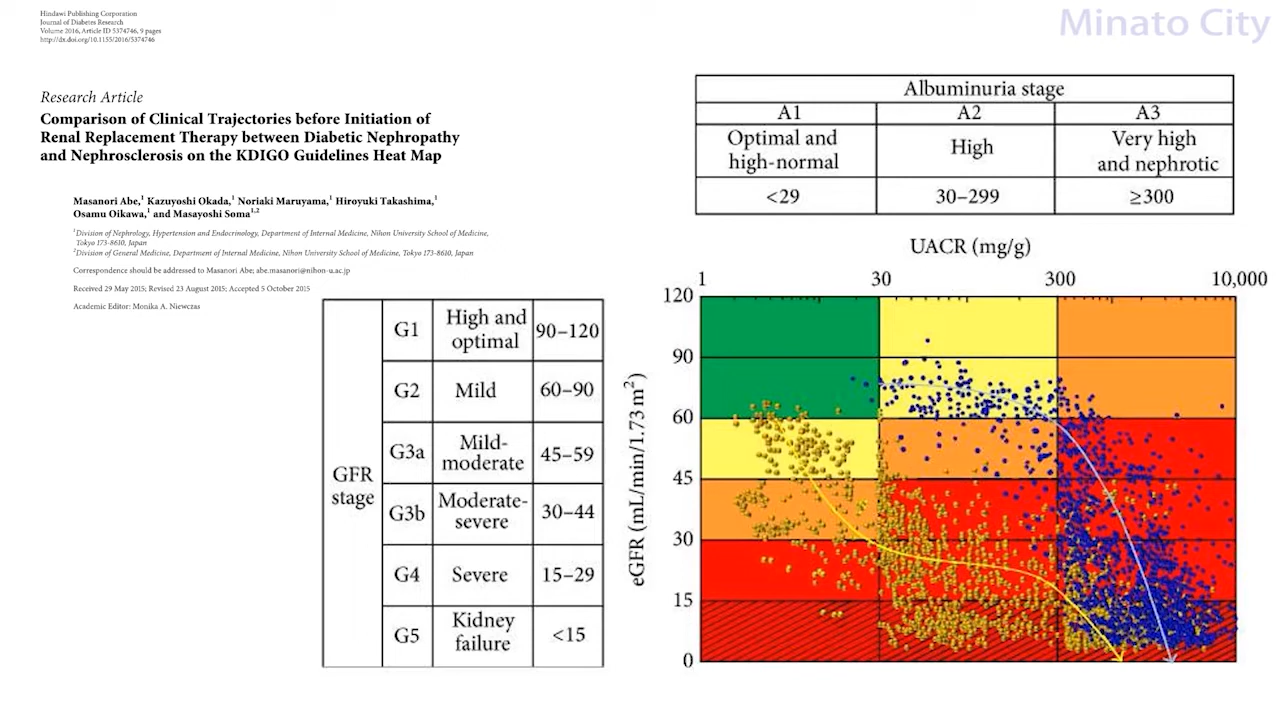 Hindawi Publishing Corporation
Journal of Diabetes Research
Volume 2016, Article ID 5374746, 9 pages
http://dx.doi.org/10.1155/2016/5374746
Minato City
Research Article
Comparison of Clinical Trajectories before Initiation of
Renal Replacement Therapy between Diabetic Nephropathy
and Nephrosclerosis on the KDIGO Guidelines Heat Map
Masanori Abe,1 Kazuyoshi Okada,1 Noriaki Maruyama,1 Hiroyuki Takashima,1
Osamu Oikawa,1 and Masayoshi Soma1,2
1Division of Nephrology, Hypertension and Endocrinology, Department of Internal Medicine, Nihon University School of Medicine,
Tokyo 173-8610, Japan
2Division of General Medicine, Department of Internal Medicine, Nihon University School of Medicine, Tokyo 173-8610, Japan
Correspondence should be addressed to Masanori Abe; abe.masanori@nihon-u.ac.jp
Received 29 May 2015; Revised 23 August 2015; Accepted 5 October 2015
Academic Editor: Monika A. Niewczas
Albuminuria stage
A1 A2 A3
Optimal and
high-normal
High
Very high
and nephrotic
<29 30–299 ≥300
GFR
stage
G1 High and
optimal 90–120
G2 Mild 60–90
G3a Mild-
moderate 45–59
G3b Moderate-
severe 30–44
G4 Severe 15–29
G5 Kidney
failure <15
UACR (mg/g)
1 30 300 10,000
eGFR (mL/min/1.73 m2)
120
90
60
45
30
15
0